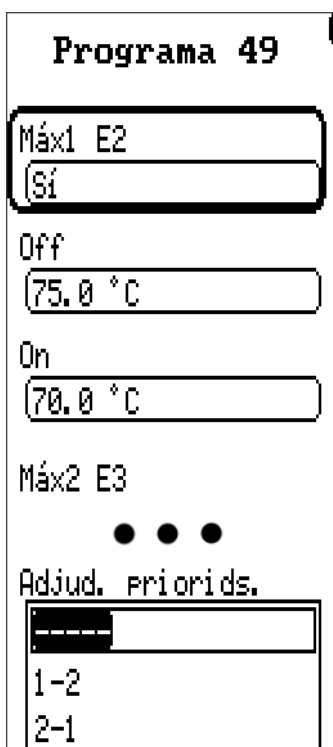 Programa 49
Máx1 E2
Sí
Off
75.0 °C
On
70.0 °C
Máx2 E3
● ● ●
Adjud. priorids.
-----
1-2
2-1